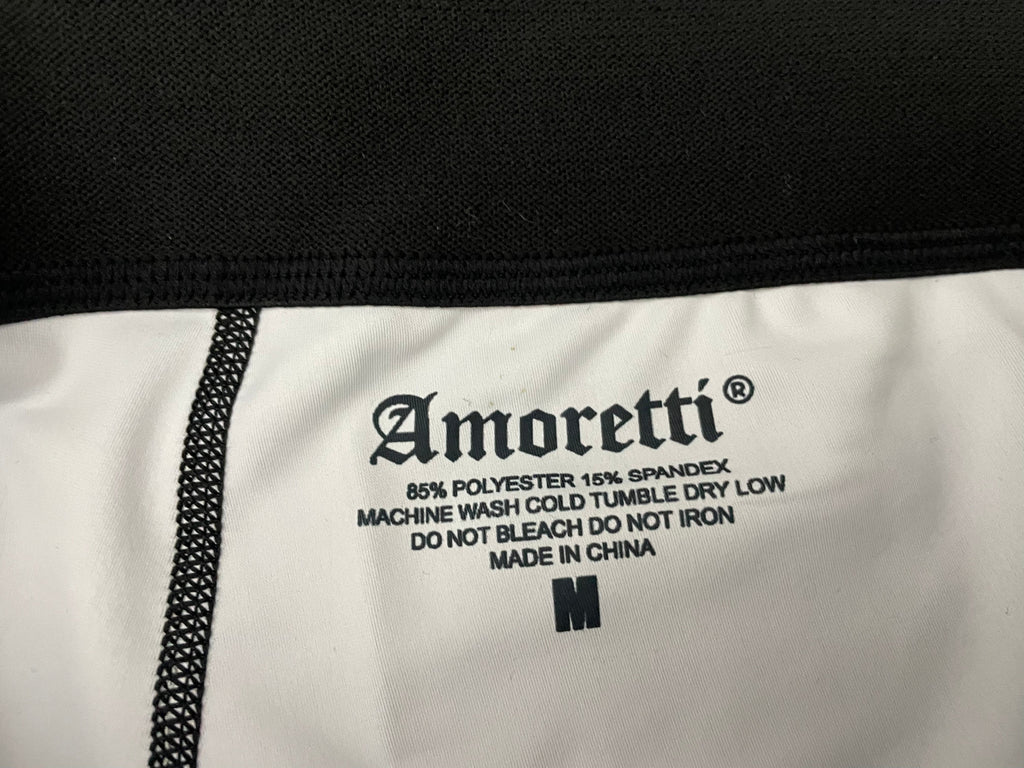 Amoretti®
85% POLYESTER 15% SPANDEX
MACHINE WASH COLD TUMBLE DRY LOW
DO NOT BLEACH DO NOT IRON
MADE IN CHINA
M